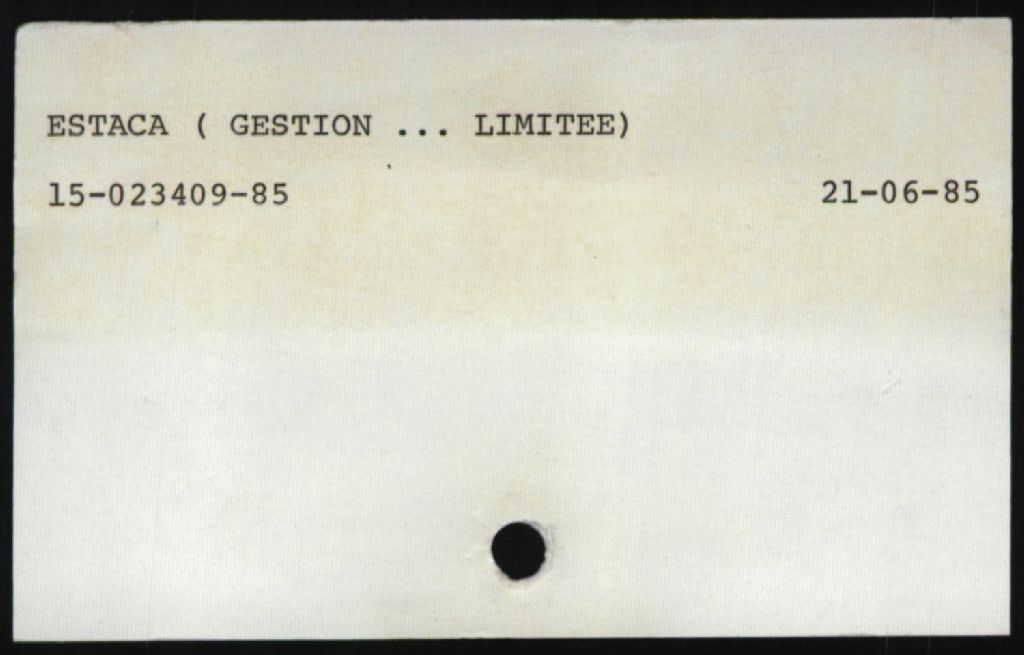 ESTACA ( GESTION ... LIMITEE)
15-023409-85 21-06-85